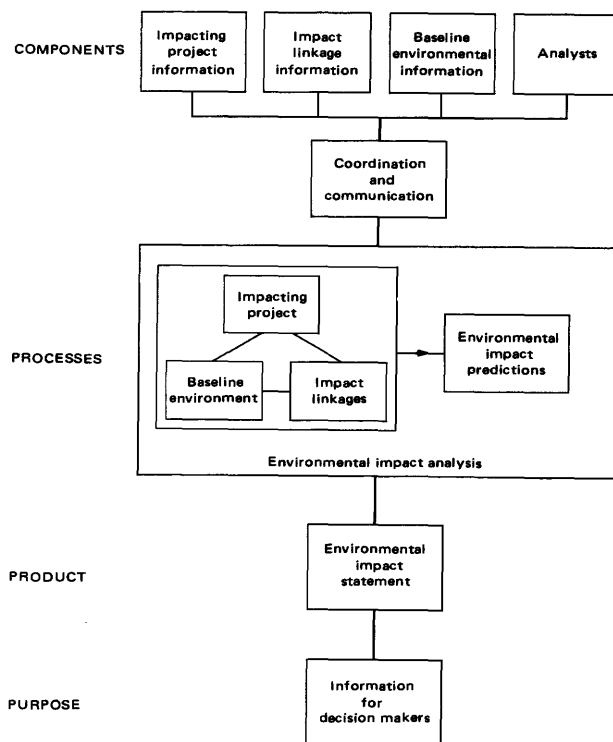 COMPONENTS
Impacting
project
information
Impact
linkage
information
Baseline
environmental
information
Analysts
Coordination
and
communication
PROCESSES
Impacting
project
Baseline
environment
Impact
linkages
Environmental
impact
predictions
Environmental impact analysis
PRODUCT
Environmental
impact
statement
PURPOSE
Information
for
decision makers